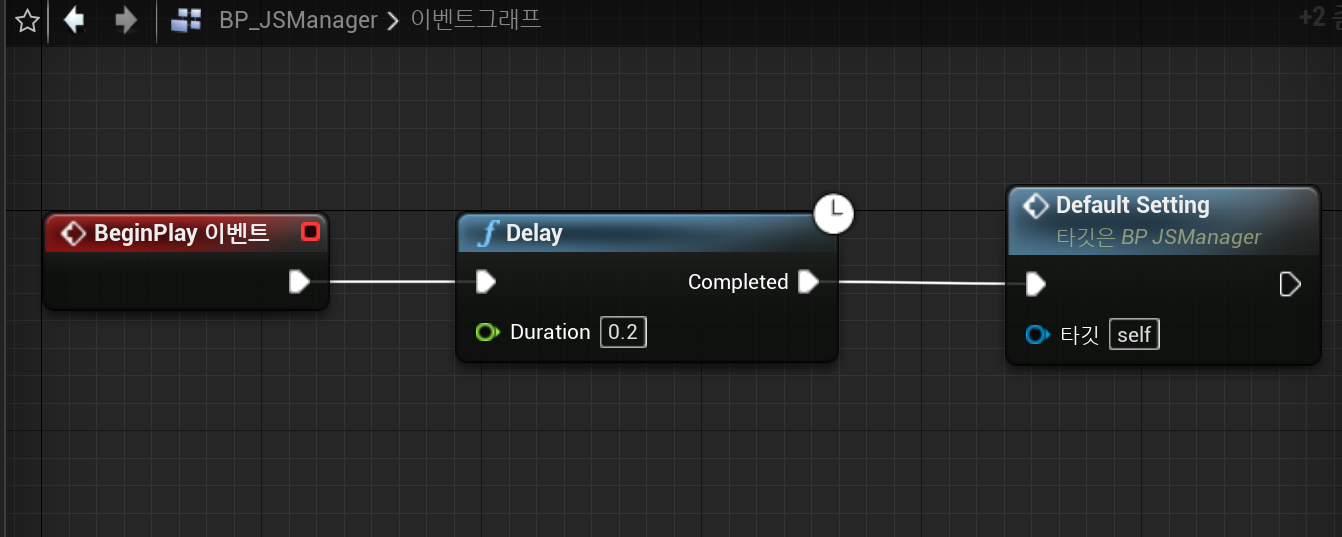 BP_JSManager > 이벤트그래프
+2
BeginPlay 이벤트
Delay
Completed
Duration 0.2
Default Setting
타깃은 BP JSManager
타깃 self